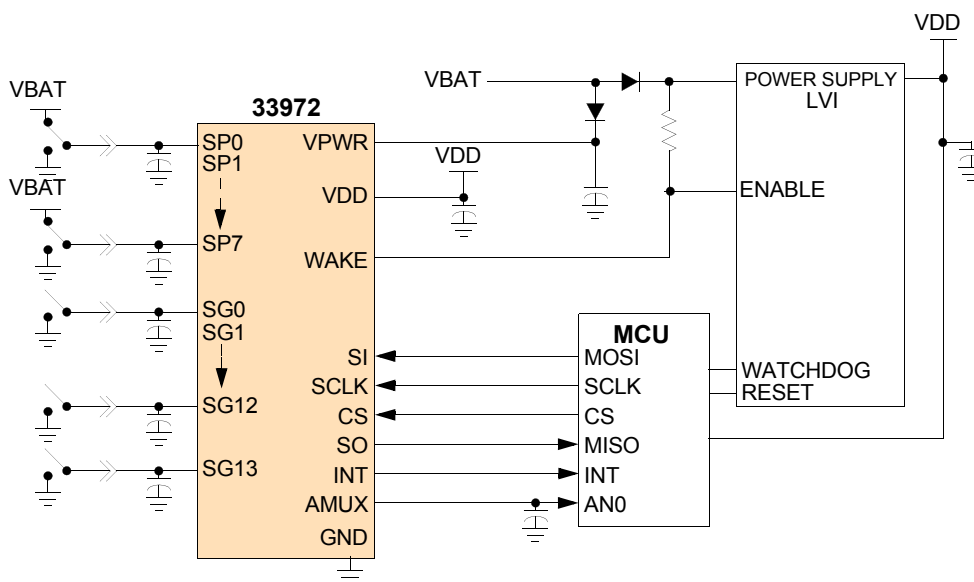 VDD
VBAT
VBAT
POWER SUPPLY
LVI
33972
SP0
SP1
VPWR
VDD
VBAT
VDD
ENABLE
SP7
WAKE
SG0
SG1
MCU
SI
MOSI
WATCHDOG
SCLK
SCLK
RESET
SG12
CS
CS
SO
MISO
SG13
INT
INT
AMUX
AN0
GND